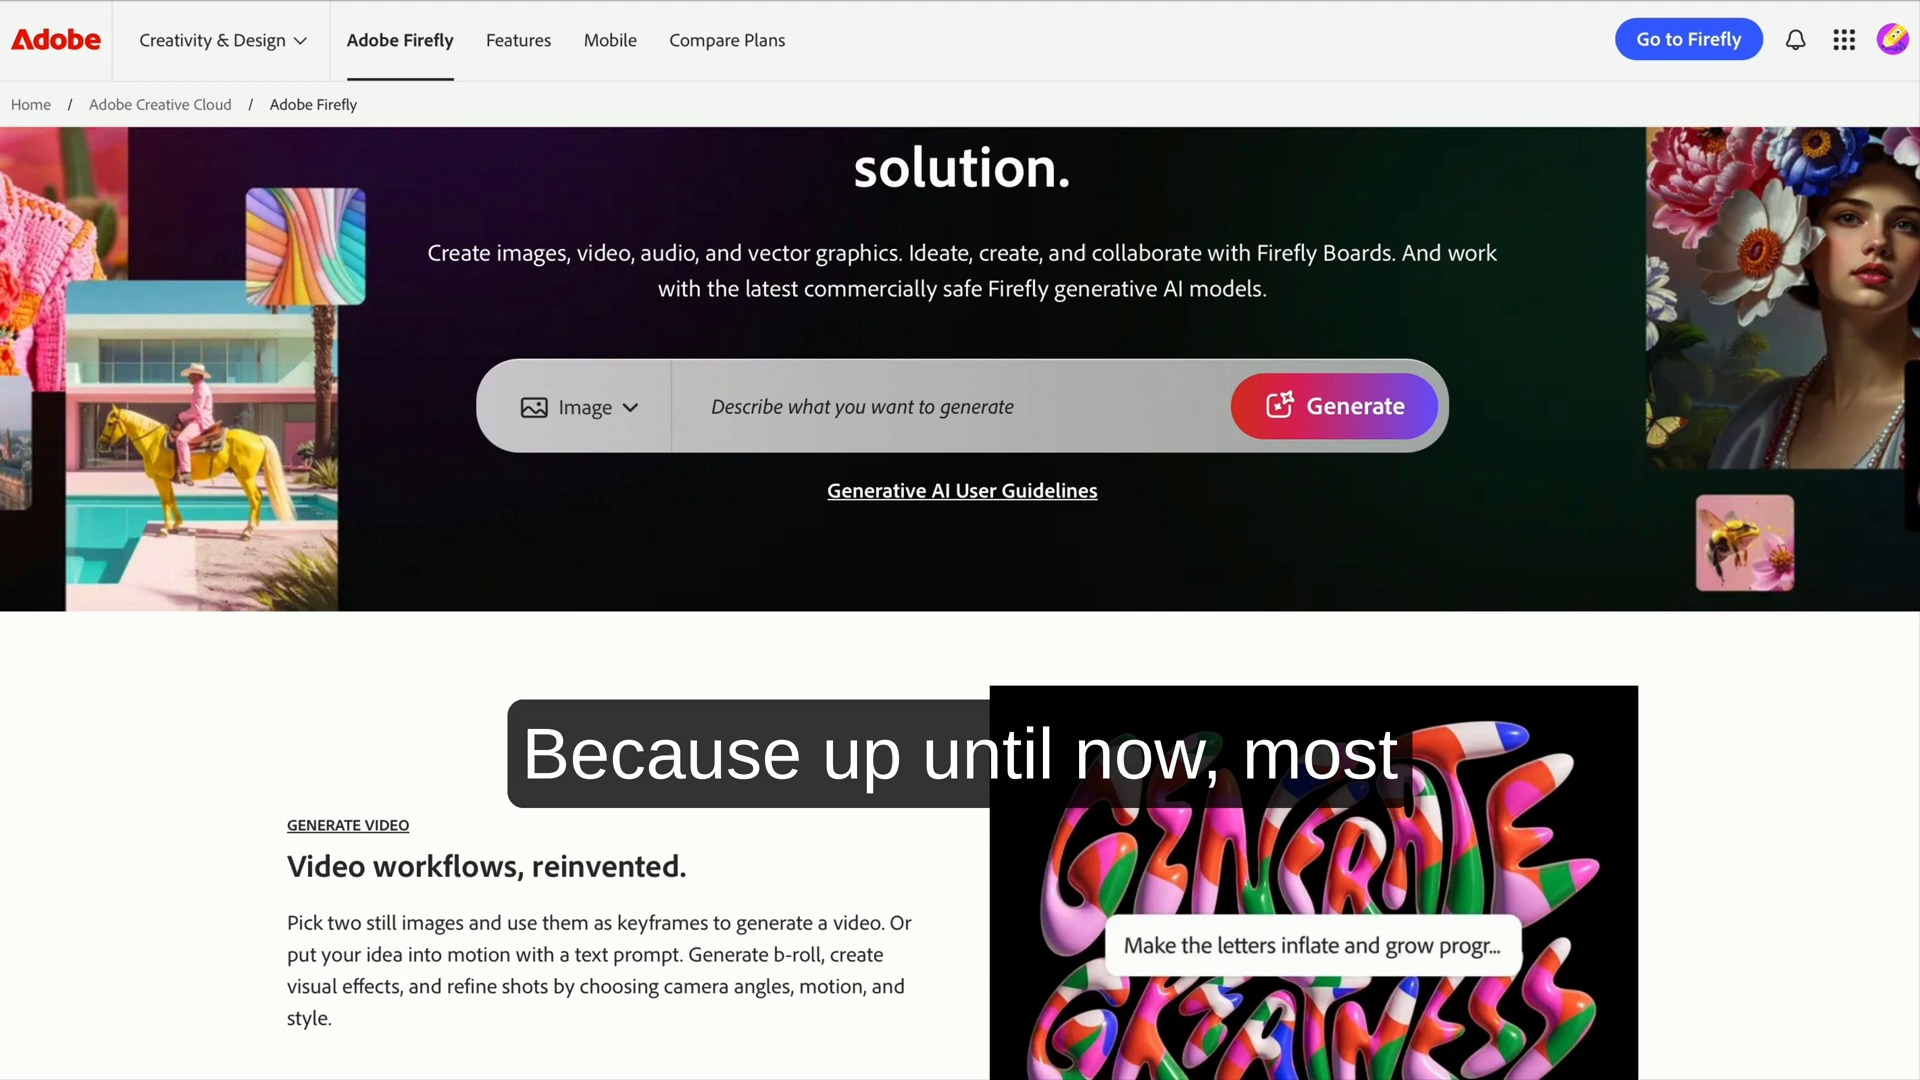 Adobe
Creativity & Design
Adobe Firefly
Features
Mobile
Compare Plans
Go to Firefly
Home / Adobe Creative Cloud / Adobe Firefly
solution.
Create images, video, audio, and vector graphics. Ideate, create, and collaborate with Firefly Boards. And work
with the latest commercially safe Firefly generative AI models.
Image
Describe what you want to generate
Generate
Generative AI User Guidelines
Because up until now, most
GENERATE VIDEO
Video workflows, reinvented.
Pick two still images and use them as keyframes to generate a video. Or
put your idea into motion with a text prompt. Generate b-roll, create
visual effects, and refine shots by choosing camera angles, motion, and
style.
GENERATE
Make the letters inflate and grow progr...
GREATNESS